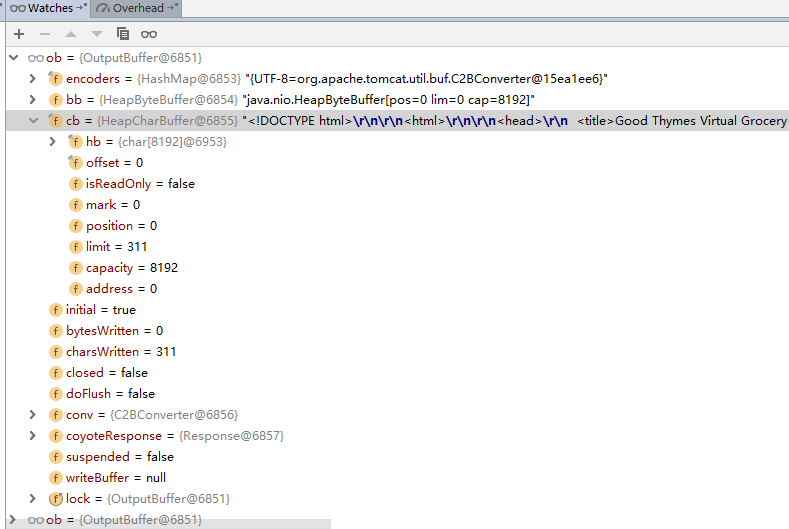 Watches Overhead
ob = {OutputBuffer@6851}
encoders = {HashMap@6853} "{UTF-8=org.apache.tomcat.util.buf.C2BConverter@15ea1ee6}"
bb = {HeapByteBuffer@6854} "java.nio.HeapByteBuffer[pos=0 lim=0 cap=8192]"
cb = {HeapCharBuffer@6855} "<!DOCTYPE html>\r\n\r\n<html>\r\n\r\n<head>\r\n <title>Good Thymes Virtual Grocery
hb = {char[8192]@6953}
offset = 0
isReadOnly = false
mark = 0
position = 0
limit = 311
capacity = 8192
address = 0
initial = true
bytesWritten = 0
charsWritten = 311
closed = false
doFlush = false
conv = {C2BConverter@6856}
coyoteResponse = {Response@6857}
suspended = false
writeBuffer = null
lock = {OutputBuffer@6851}
ob = {OutputBuffer@6851}